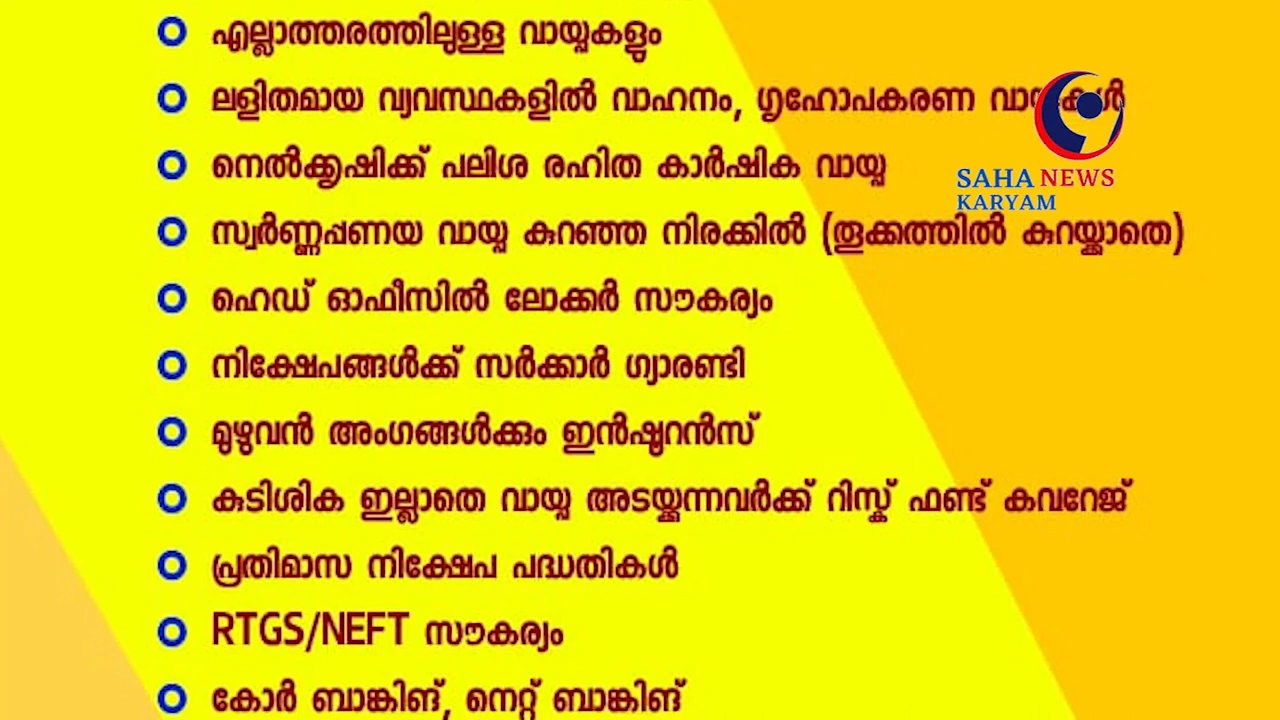 എല്ലാത്തരത്തിലുള്ള വായ്പകളും
ലളിതമായ വ്യവസ്ഥകളിൽ വാഹനം, ഗൃഹോപകരണ
നെൽക്കൃഷിക്ക് പലിശ രഹിത കാർഷിക വായ്പ
SAHA NEWS
KARYAM
സ്വർണ്ണപ്പണയ വായ്പ കുറഞ്ഞ നിരക്കിൽ (തൂക്കത്തിൽ കുറയ്ക്കാതെ)
ഹെഡ് ഓഫീസിൽ ലോക്കർ സൗകര്യം
നിക്ഷേപങ്ങൾക്ക് സർക്കാർ ഗ്യാരണ്ടി
മുഴുവൻ അംഗങ്ങൾക്കും ഇൻഷൂറൻസ്
കുടിശിക ഇല്ലാതെ വായ്പ അടയ്ക്കുന്നവർക്ക് റിസ്ക് ഫണ്ട് കവറേജ്
പ്രതിമാസ നിക്ഷേപ പദ്ധതികൾ
RTGS/NEFT സൗകര്യം
കോർ ബാങ്കിങ്, നെറ്റ് ബാങ്കിങ്